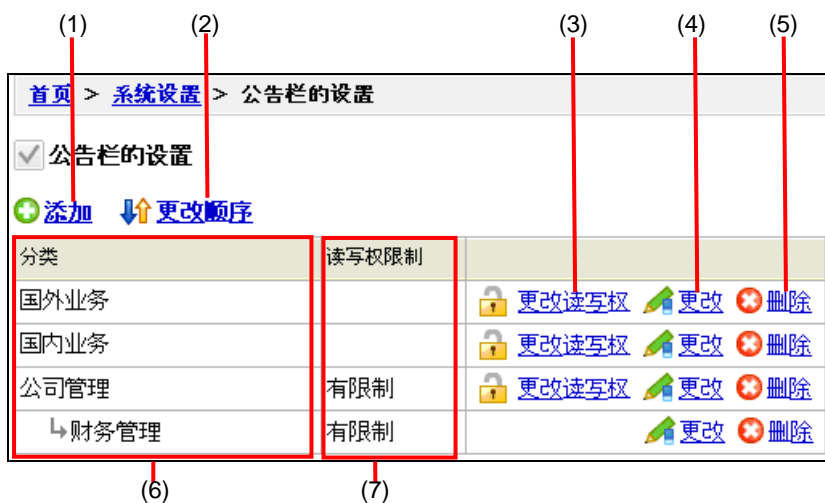 (1) (2) (3) (4) (5)
首页 > 系统设置 > 公告栏的设置
公告栏的设置
添加 更改顺序
分类 读写权限制
国外业务 更改读写权 更改 删除
国内业务 更改读写权 更改 删除
公司管理 有限制 更改读写权 更改 删除
财务管理 有限制 更改 删除
(6) (7)